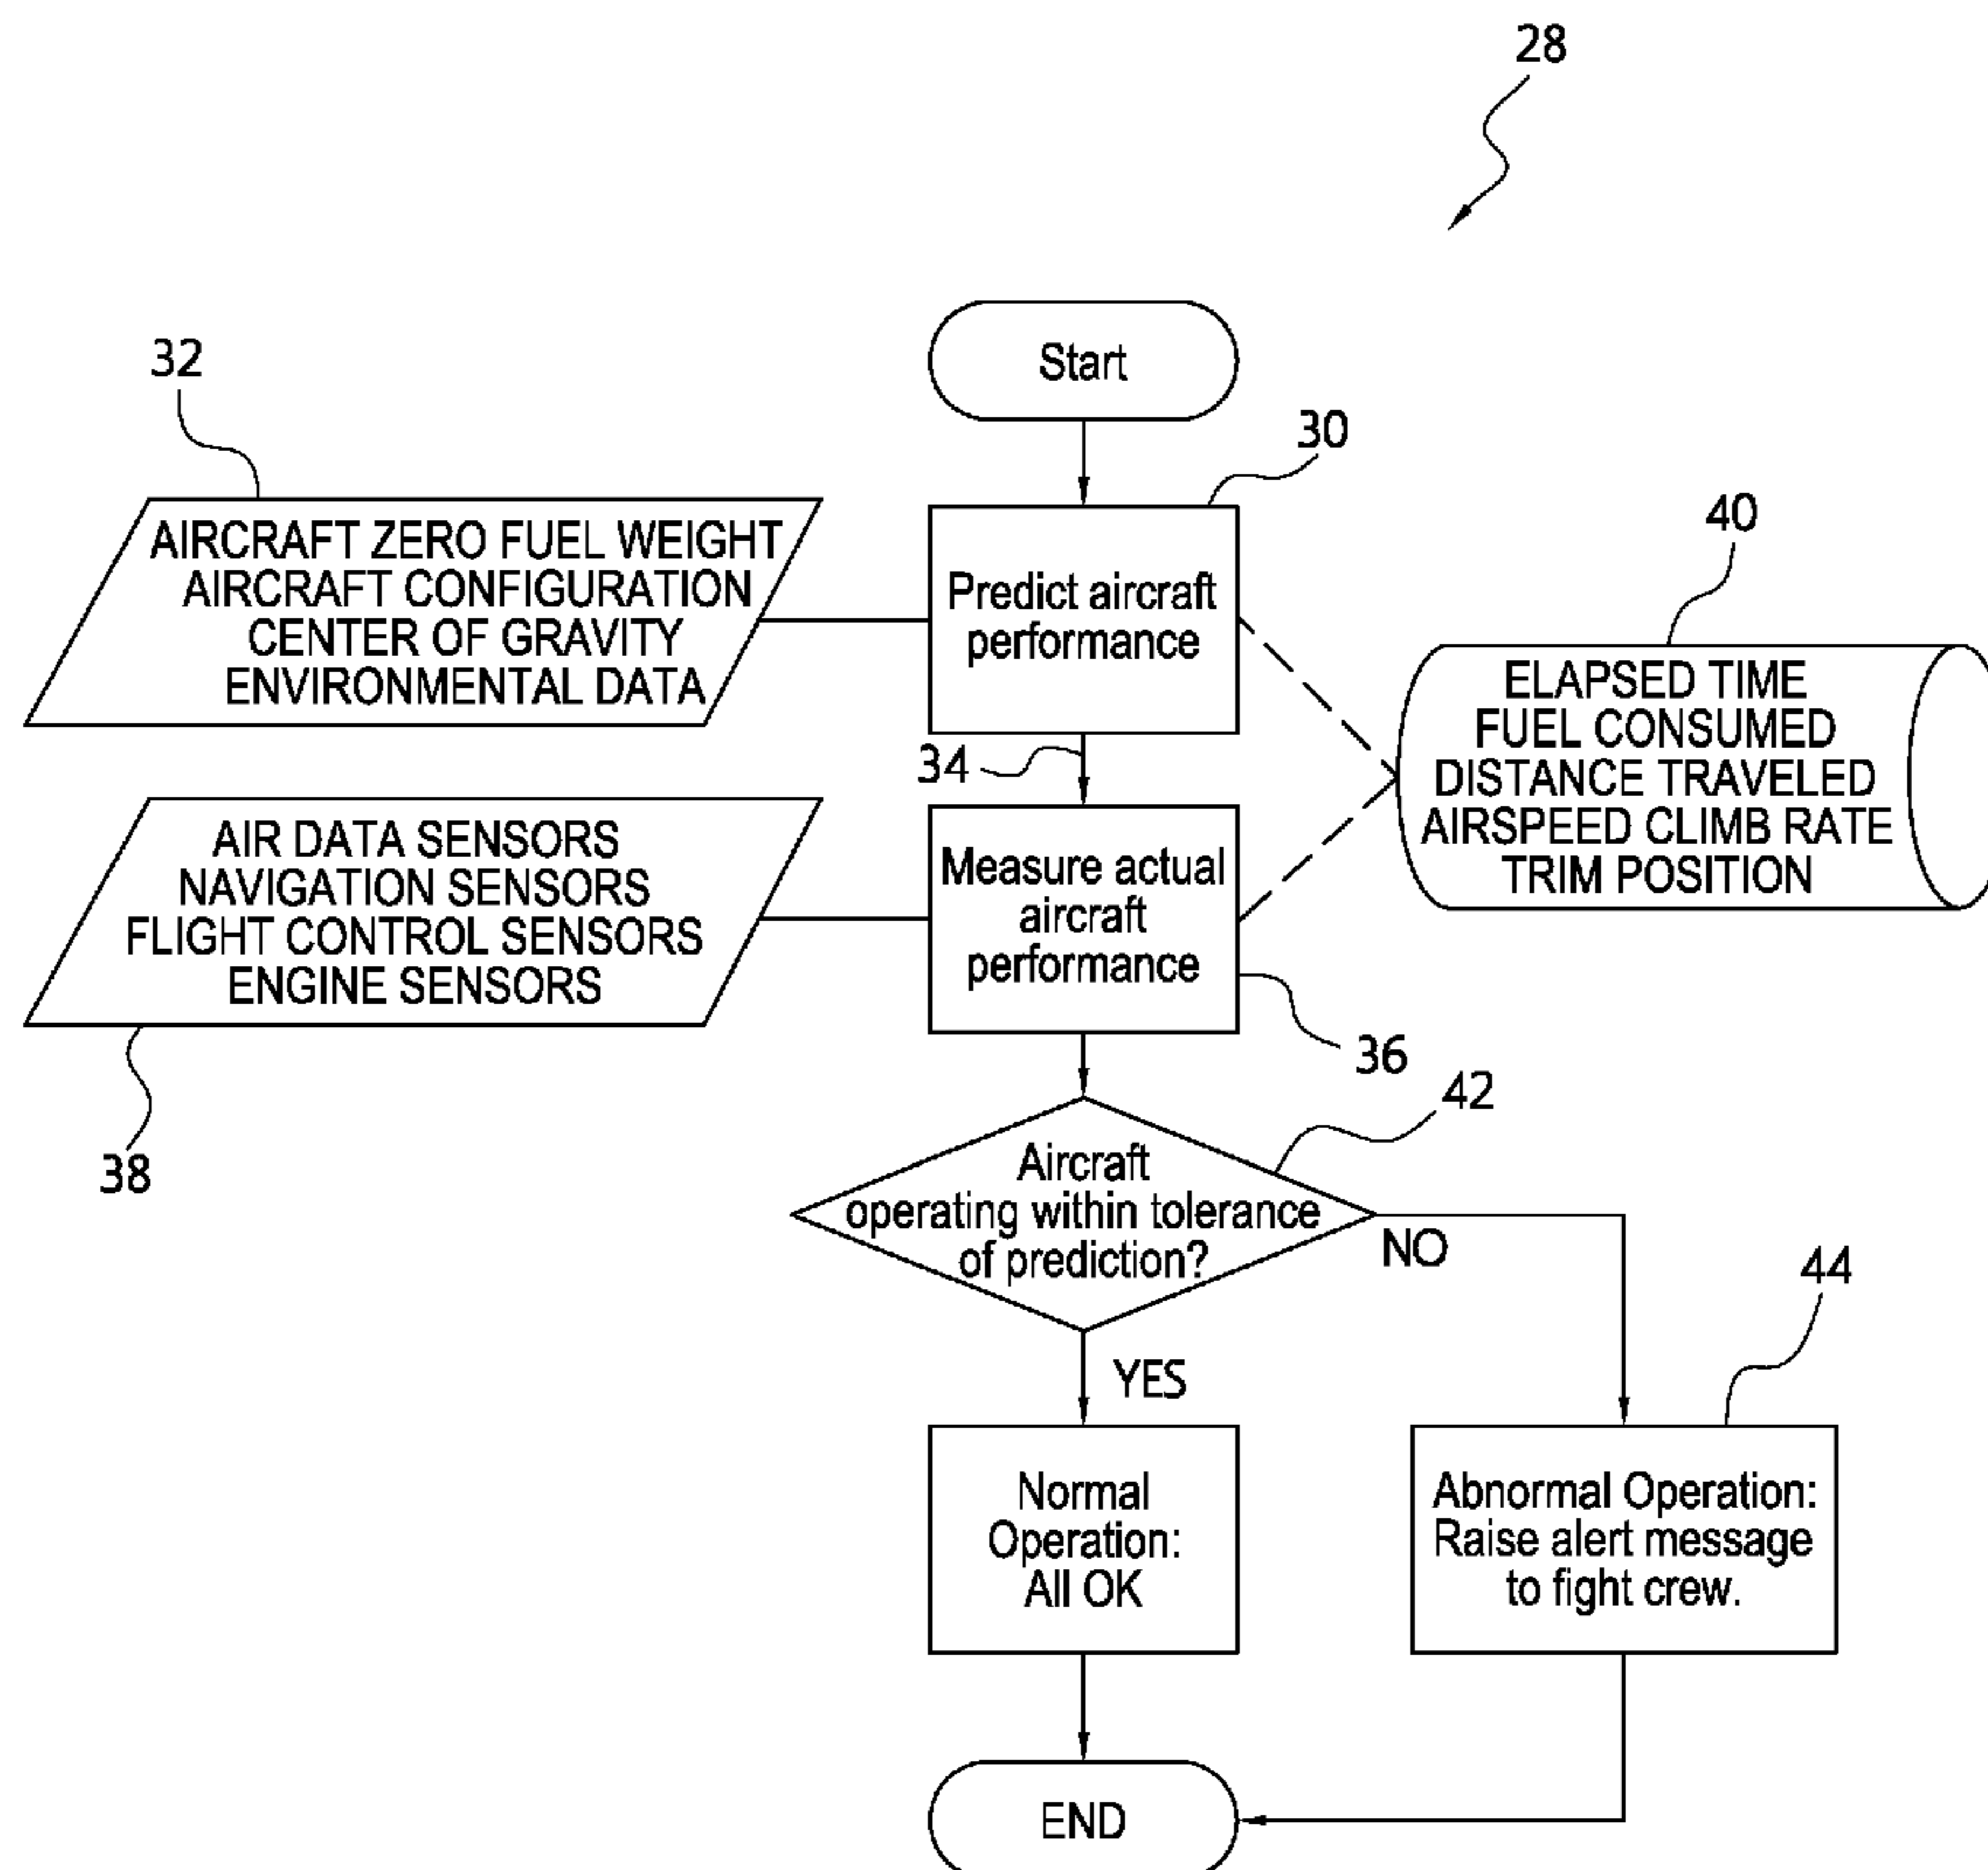 28
Start
32
30
AIRCRAFT ZERO FUEL WEIGHT
AIRCRAFT CONFIGURATION
CENTER OF GRAVITY
ENVIRONMENTAL DATA
Predict aircraft
performance
40
ELAPSED TIME
FUEL CONSUMED
DISTANCE TRAVELED
AIRSPEED CLIMB RATE
TRIM POSITION
34
AIR DATA SENSORS
NAVIGATION SENSORS
FLIGHT CONTROL SENSORS
ENGINE SENSORS
Measure actual
aircraft
performance
36
38
42
Aircraft
operating within tolerance
of prediction?
NO
YES
44
Normal
Operation:
All OK
Abnormal Operation:
Raise alert message
to fight crew.
END